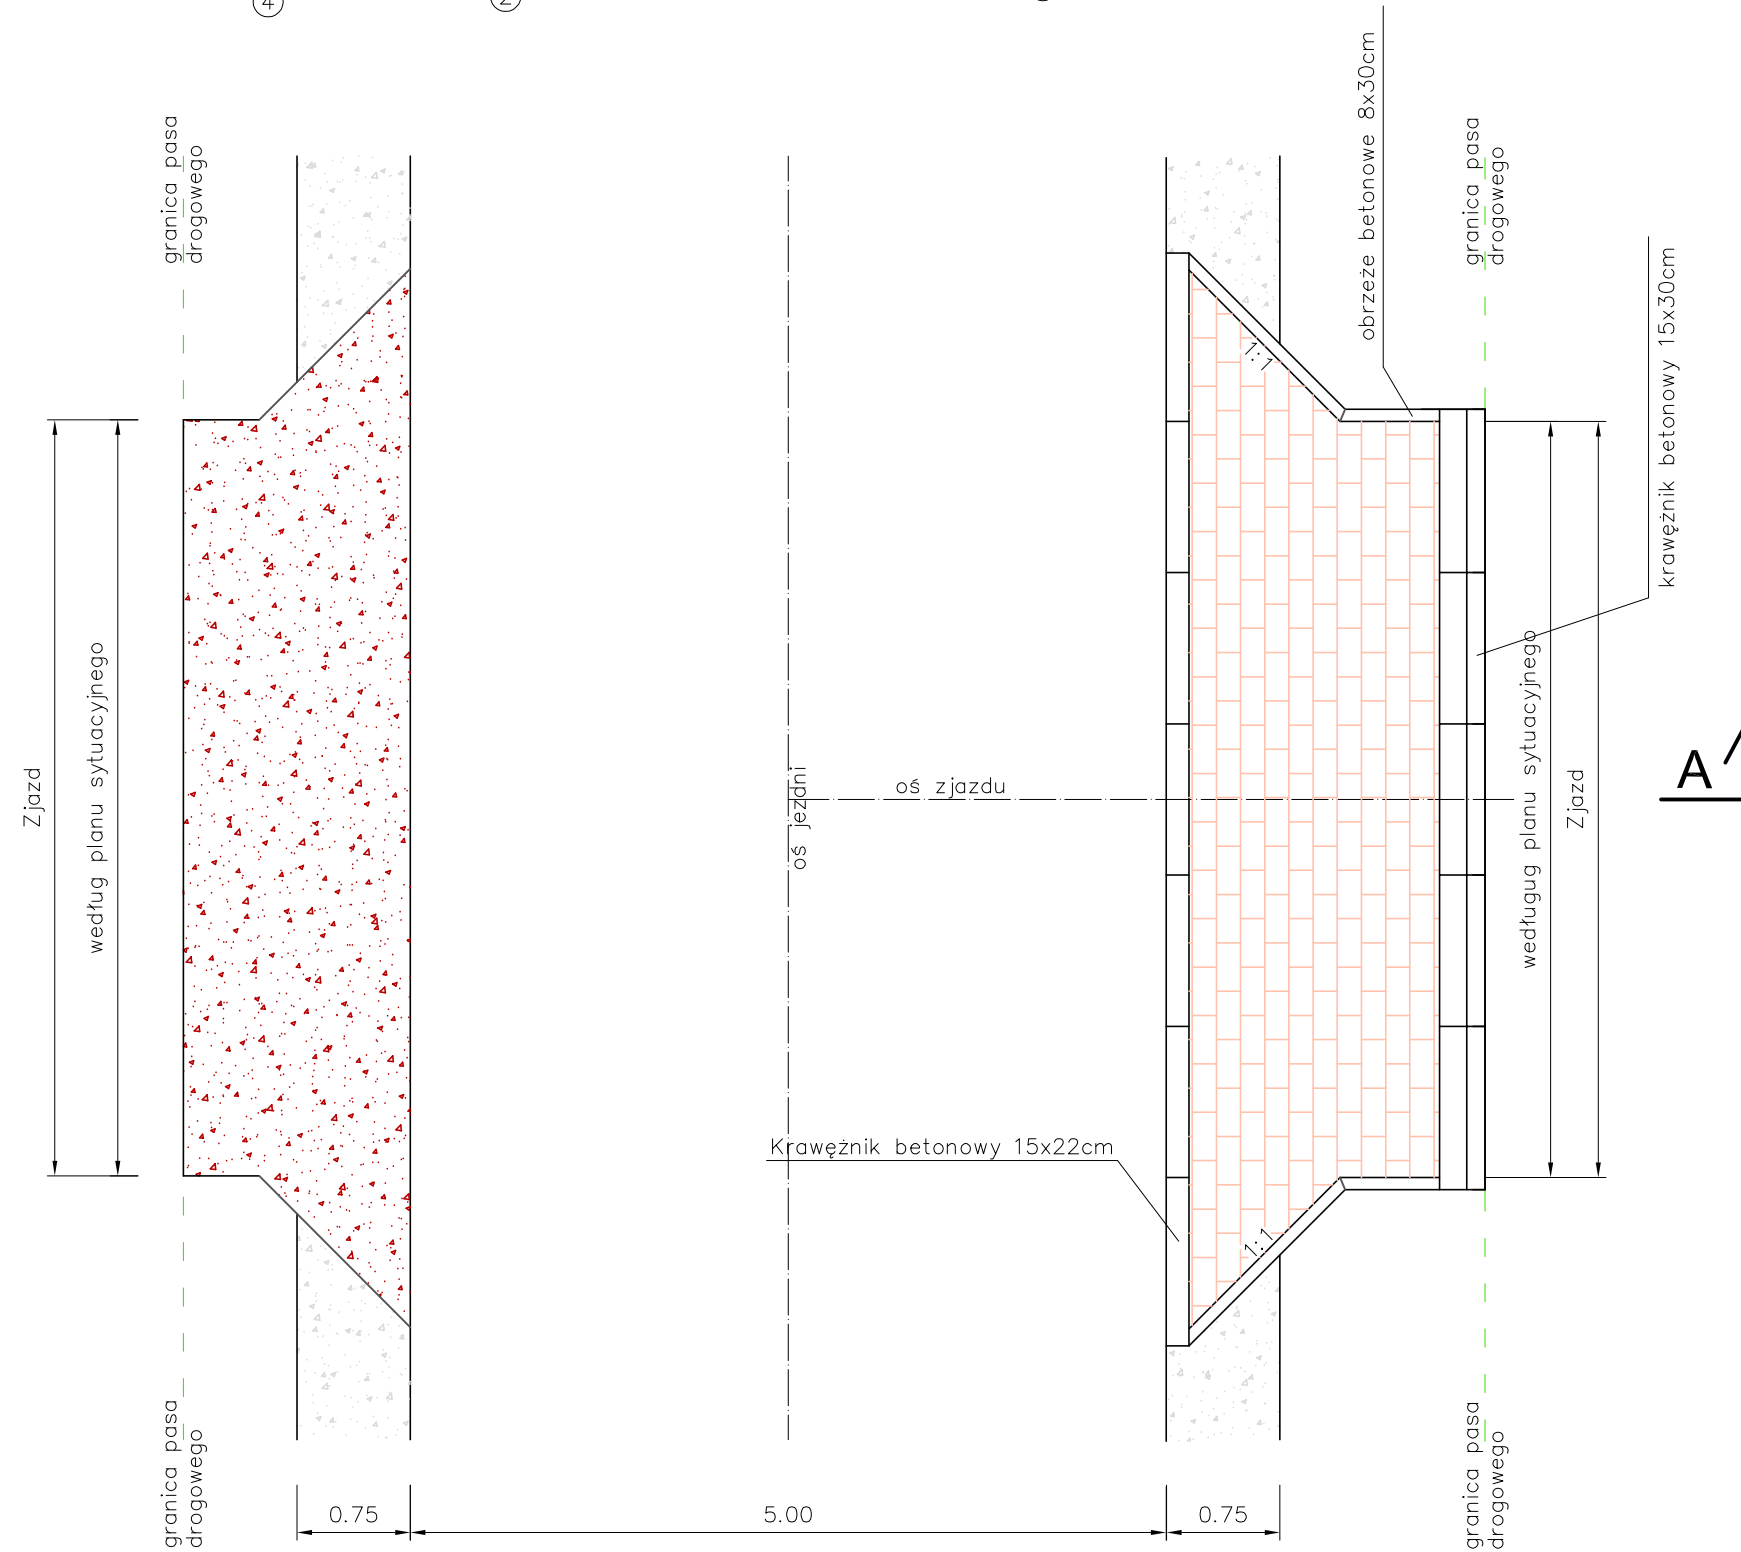 4
2
granica pasa
drogowego
obrzeże betonowe 8x30cm
granica pasa
drogowego
krawężnik betonowy 15x30cm
1:1
Zjazd
według planu sytuacyjnego
oś jezdni
oś zjazdu
wedługug planu sytuacyjnego
Zjazd
A
Krawężnik betonowy 15x22cm
1:1
granica pasa
drogowego
granica pasa
drogowego
0.75
5.00
0.75